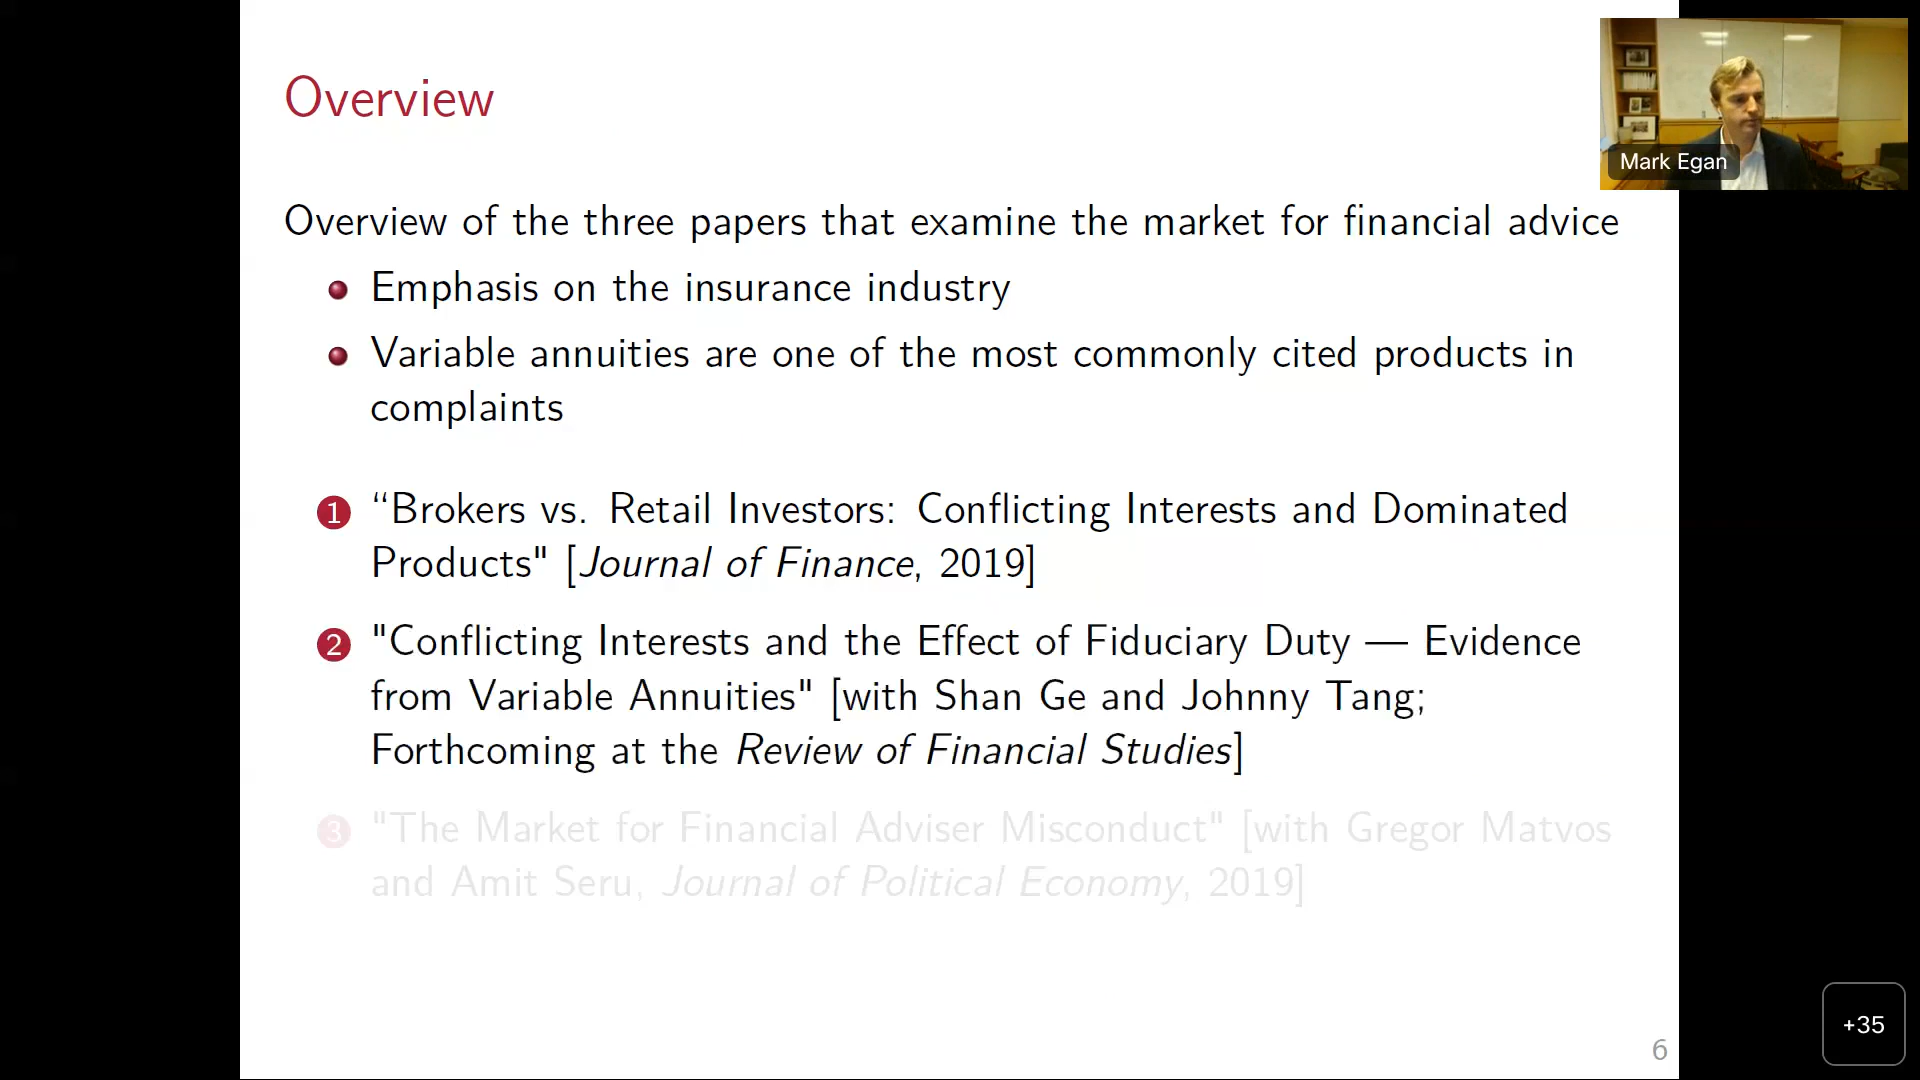 Overview
Mark Egan
Overview of the three papers that examine the market for financial advice
Emphasis on the insurance industry
Variable annuities are one of the most commonly cited products in
complaints
1 “Brokers vs. Retail Investors: Conflicting Interests and Dominated
Products" [Journal of Finance, 2019]
2 "Conflicting Interests and the Effect of Fiduciary Duty — Evidence
from Variable Annuities" [with Shan Ge and Johnny Tang;
Forthcoming at the Review of Financial Studies]
3 "The Market for Financial Adviser Misconduct" [with Gregor Matvos
and Amit Seru, Journal of Political Economy, 2019]
+35
6